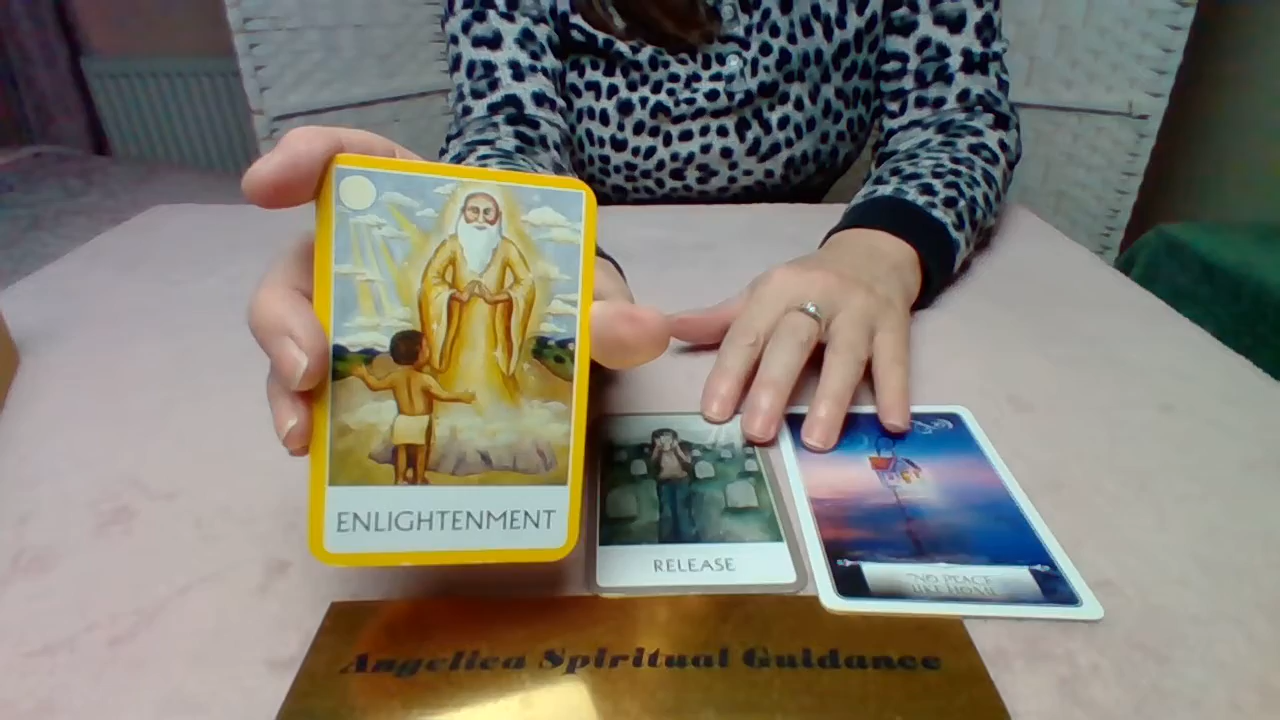 ENLIGHTENMENT
RELEASE
"NO PEACE
LIKE HOME
Angelica Spiritual Guidance